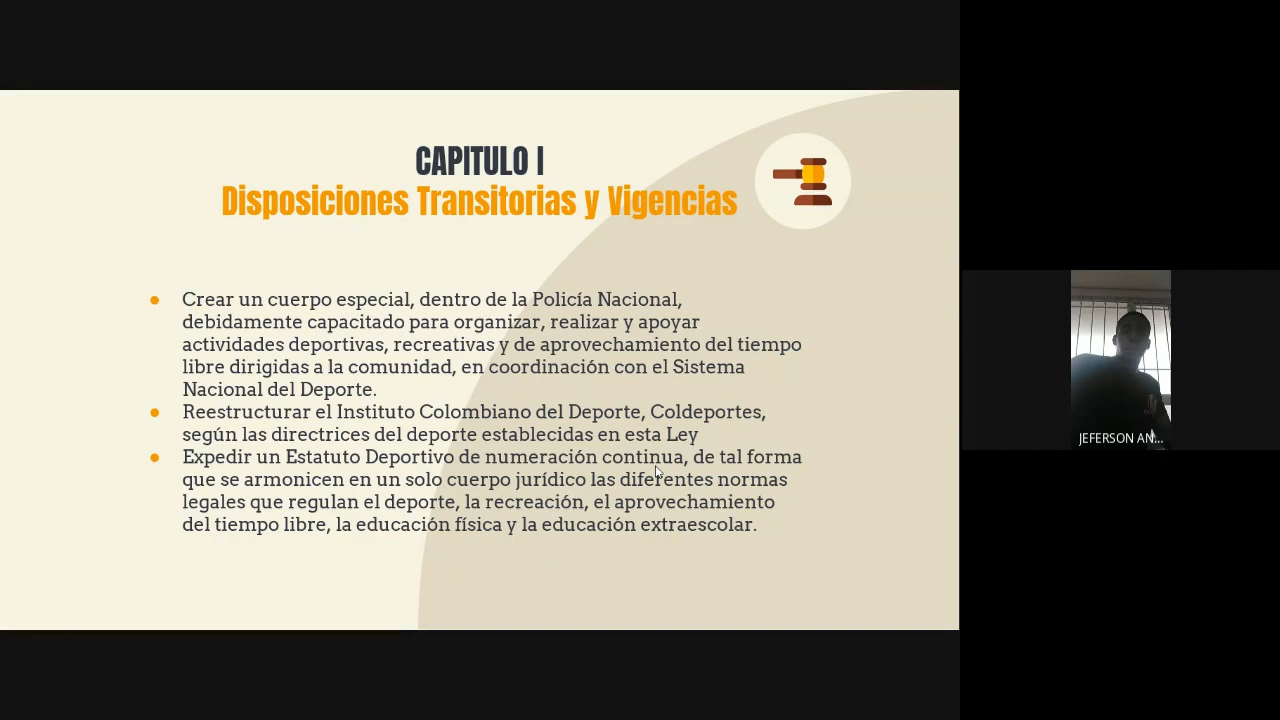 CAPITULO I
Disposiciones Transitorias y Vigencias
● Crear un cuerpo especial, dentro de la Policía Nacional,
debidamente capacitado para organizar, realizar y apoyar
actividades deportivas, recreativas y de aprovechamiento del tiempo
libre dirigidas a la comunidad, en coordinación con el Sistema
Nacional del Deporte.
● Reestructurar el Instituto Colombiano del Deporte, Coldeportes,
según las directrices del deporte establecidas en esta Ley
● Expedir un Estatuto Deportivo de numeración continua, de tal forma
que se armonicen en un solo cuerpo jurídico las diferentes normas
legales que regulan el deporte, la recreación, el aprovechamiento
del tiempo libre, la educación física y la educación extraescolar.
JEFERSON AN...